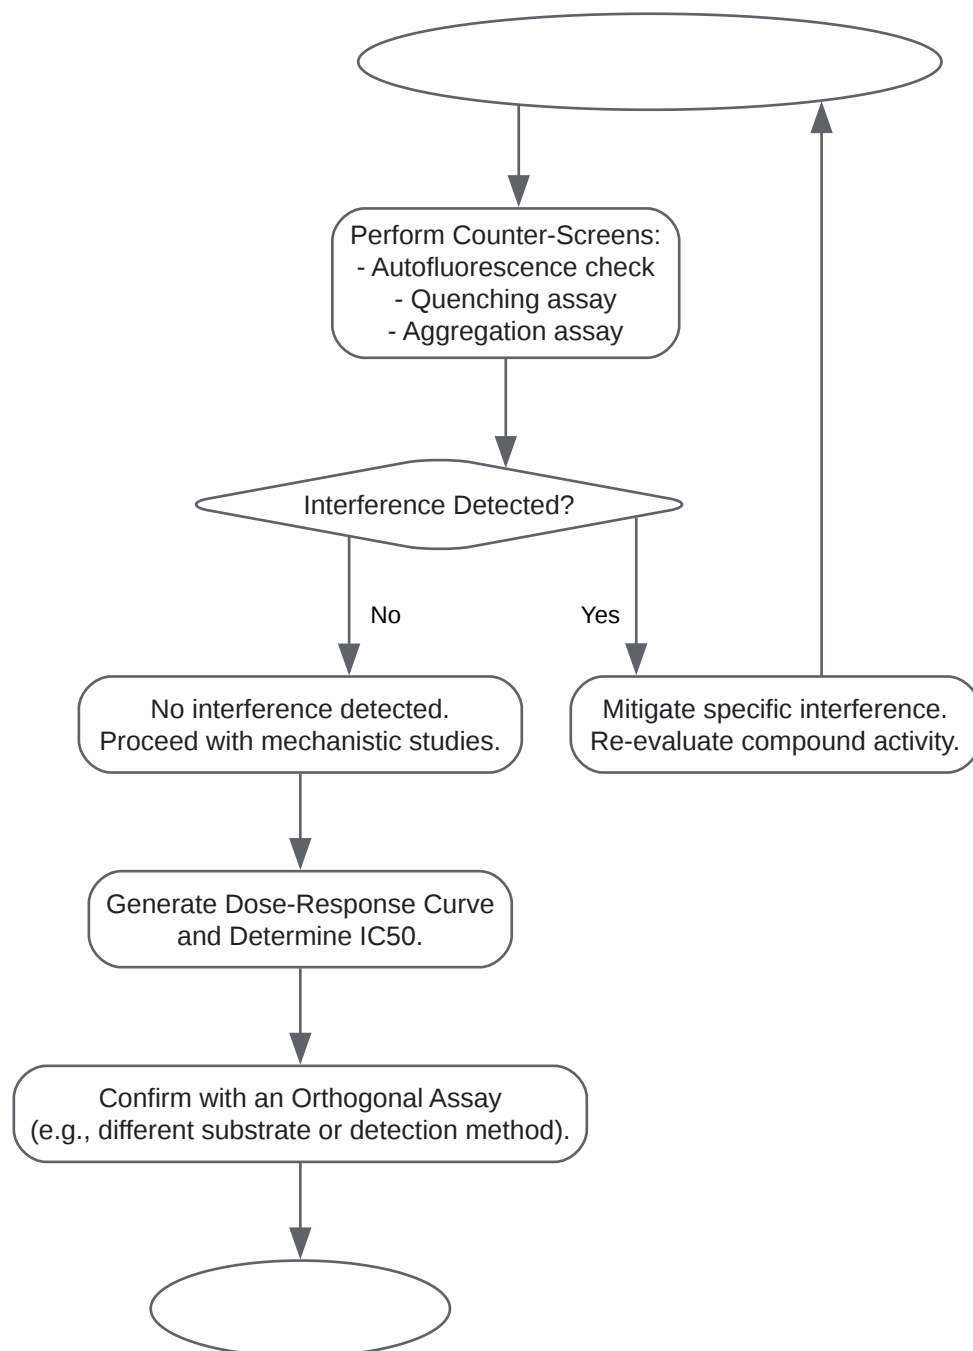 Perform Counter-Screens:
- Autofluorescence check
- Quenching assay
- Aggregation assay
Interference Detected?
No
Yes
No interference detected.
Proceed with mechanistic studies.
Mitigate specific interference.
Re-evaluate compound activity.
Generate Dose-Response Curve
and Determine IC50.
Confirm with an Orthogonal Assay
(e.g., different substrate or detection method).